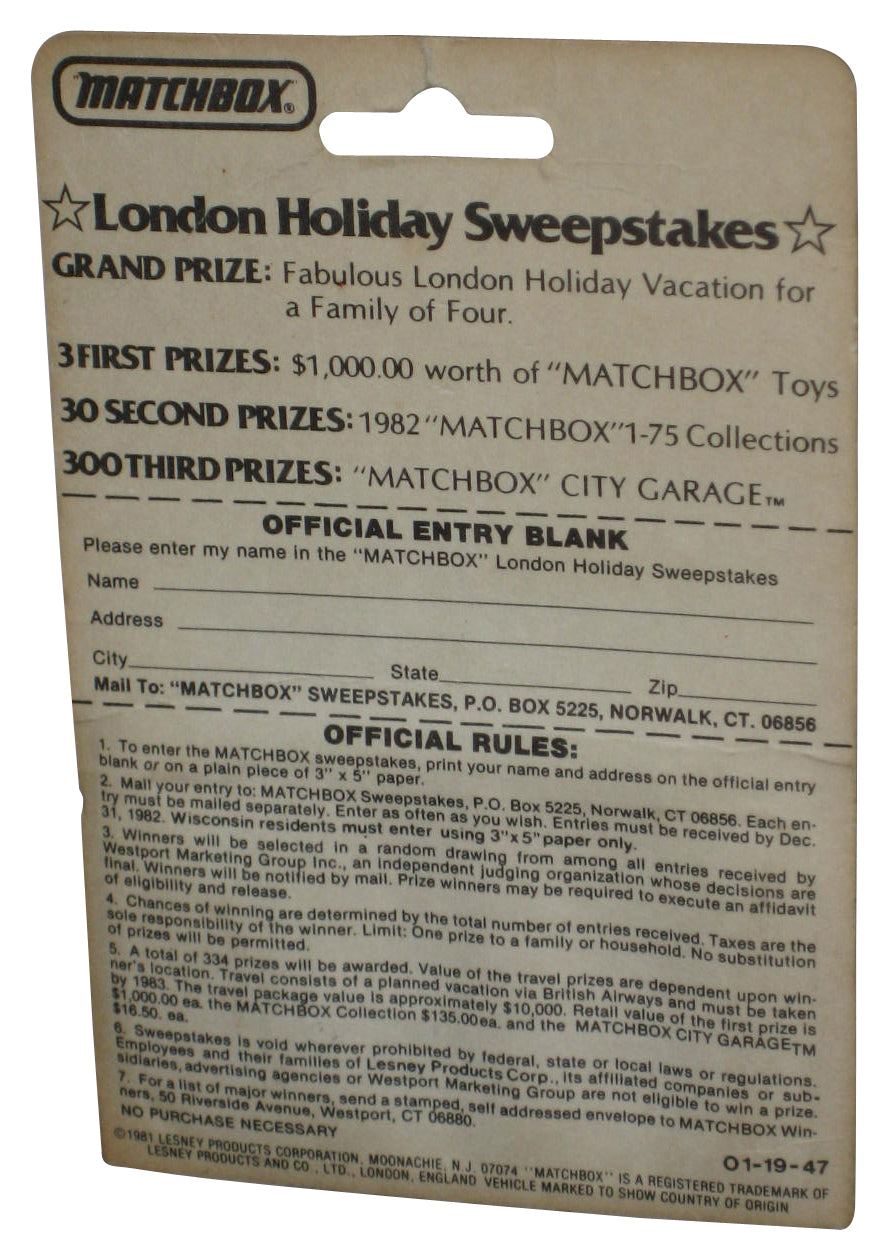 "MATCHBOX"®
London Holiday Sweepstakes
GRAND PRIZE: Fabulous London Holiday Vacation for
a Family of Four.
3 FIRST PRIZES: $1,000.00 worth of "MATCHBOX" Toys
30 SECOND PRIZES: 1982 "MATCHBOX" 1-75 Collections
300 THIRD PRIZES: "MATCHBOX" CITY GARAGE™
OFFICIAL ENTRY BLANK
Please enter my name in the "MATCHBOX" London Holiday Sweepstakes
Name
Address
City State Zip
Mail To: "MATCHBOX" SWEEPSTAKES, P.O. BOX 5225, NORWALK, CT. 06856
OFFICIAL RULES:
1. To enter the MATCHBOX sweepstakes, print your name and address on the official entry
blank or on a plain piece of 3" x 5" paper.
2. Mail your entry to: MATCHBOX Sweepstakes, P.O. Box 5225, Norwalk, CT 06856. Each en-
try must be mailed separately. Enter as often as you wish. Entries must be received by Dec.
31, 1982. Wisconsin residents must enter using 3"x5" paper only.
3. Winners will be selected in a random drawing from among all entries received by
Westport Marketing Group Inc., an independent judging organization whose decisions are
final. Winners will be notified by mail. Prize winners may be required to execute an affidavit
of eligibility and release.
4. Chances of winning are determined by the total number of entries received. Taxes are the
sole responsibility of the winner. Limit: One prize to a family or household. No substitution
of prizes will be permitted.
5. A total of 334 prizes will be awarded. Value of the travel prizes are dependent upon win-
ner's location. Travel consists of a planned vacation via British Airways and must be taken
by 1983. The travel package value is approximately $10,000. Retail value of the first prize is
$1,000.00 ea. the MATCHBOX Collection $135.00ea. and the MATCHBOX CITY GARAGE™
$16.50. ea.
6. Sweepstakes is void wherever prohibited by federal, state or local laws or regulations.
Employees and their families of Lesney Products Corp., its affiliated companies or sub-
sidiaries, advertising agencies or Westport Marketing Group are not eligible to win a prize.
7. For a list of major winners, send a stamped, self addressed envelope to MATCHBOX Win-
ners, 50 Riverside Avenue, Westport, CT 06880.
NO PURCHASE NECESSARY
01-19-47
©1981 LESNEY PRODUCTS CORPORATION, MOONACHIE, N.J. 07074 "MATCHBOX" IS A REGISTERED TRADEMARK OF
LESNEY PRODUCTS AND CO., LTD., LONDON, ENGLAND VEHICLE MARKED TO SHOW COUNTRY OF ORIGIN